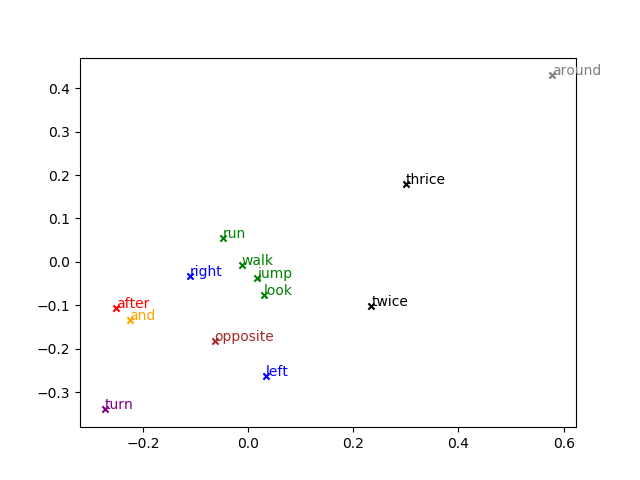 around
0.4
0.3
0.2
thrice
0.1
run
0.0
walk
right
jump
look
−0.1
after
twice
and
opposite
−0.2
left
−0.3
turn
−0.2
0.0
0.2
0.4
0.6